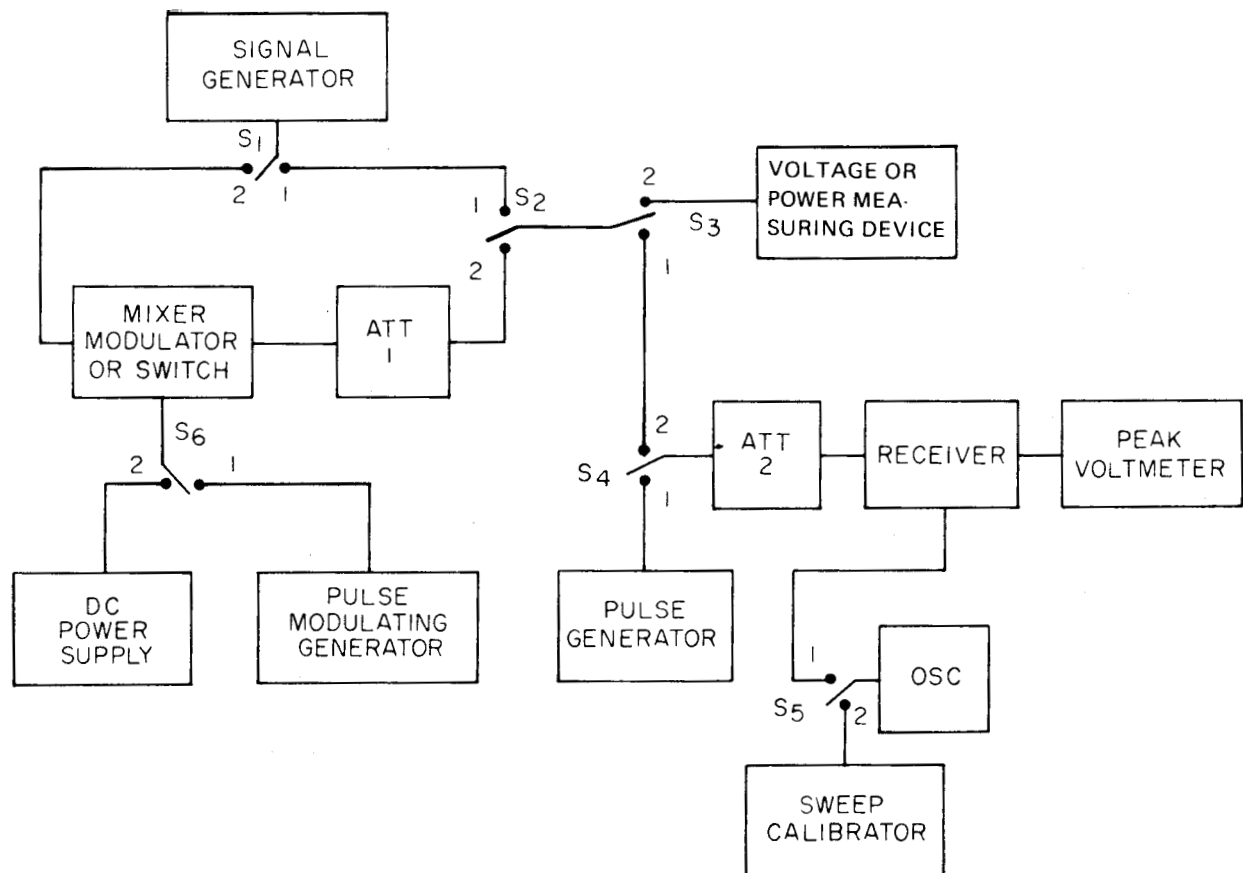 SIGNAL
GENERATOR
S1
2 1
1 S2
2
2
S3
1
VOLTAGE OR
POWER MEA-
SURING DEVICE
MIXER
MODULATOR
OR SWITCH
ATT
1
S6
2 1
2
S4
1
ATT
2
RECEIVER
PEAK
VOLTMETER
DC
POWER
SUPPLY
PULSE
MODULATING
GENERATOR
PULSE
GENERATOR
1
S5
2
OSC
SWEEP
CALIBRATOR